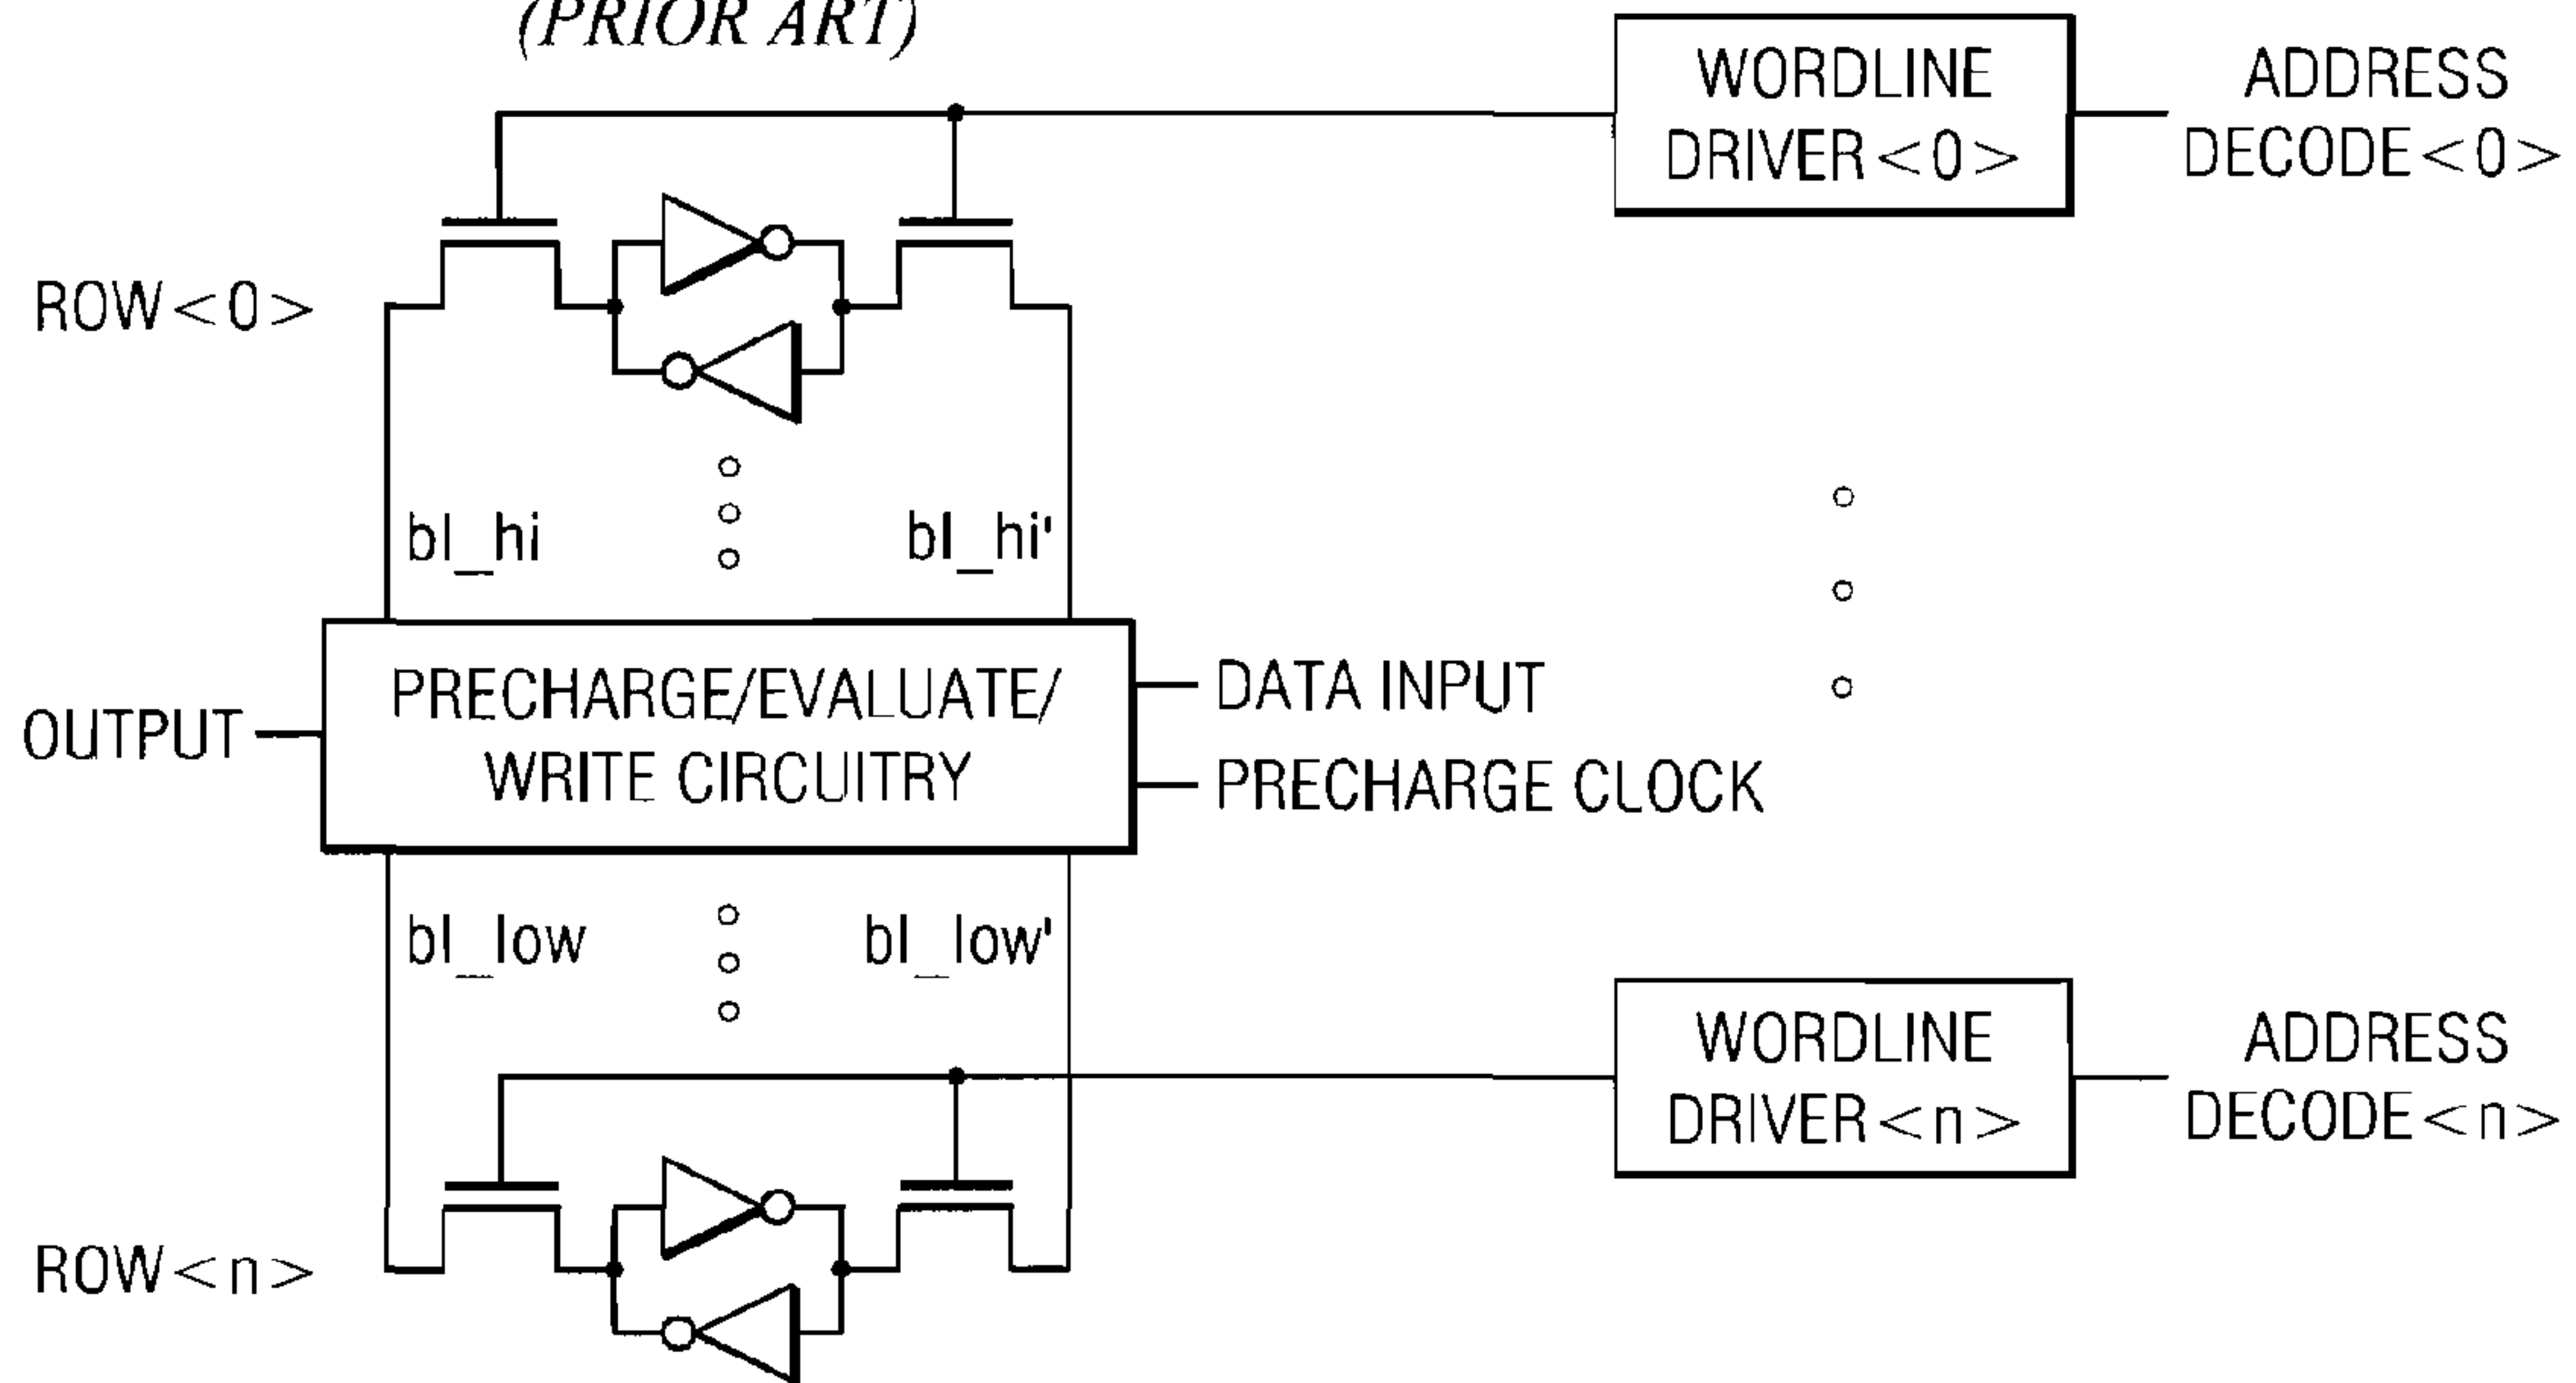 (PRIOR ART)
WORDLINE
DRIVER<0>
ADDRESS
DECODE<0>
ROW<0>
bl_hi
bl_hi'
PRECHARGE/EVALUATE/
WRITE CIRCUITRY
OUTPUT
DATA INPUT
PRECHARGE CLOCK
bl_low
bl_low'
WORDLINE
DRIVER<n>
ADDRESS
DECODE<n>
ROW<n>